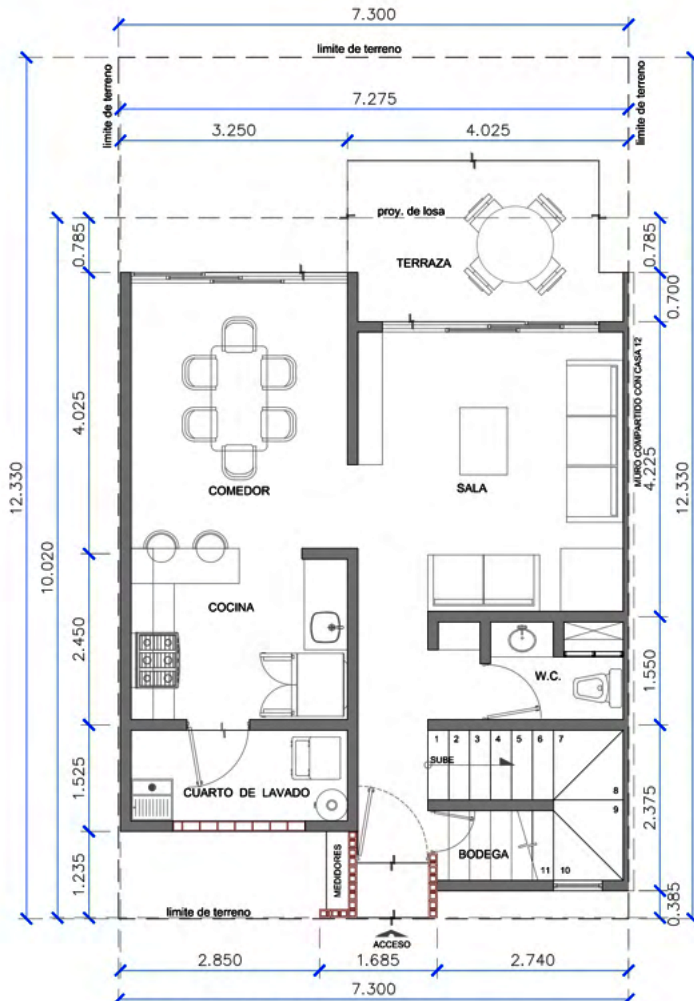 7.300
limite de terreno
7.275
limite de terreno
limite de terreno
3.250
4.025
proy. de losa
0.785
0.785
TERRAZA
0.700
MURO COMPARTIDO CON CASA 12
4.025
4.225
COMEDOR
SALA
12.330
12.330
10.020
COCINA
2.450
W.C.
1.550
1 2 3 4 5 6 7
SUBE
8
CUARTO DE LAVADO
1.525
9
2.375
BODEGA
11 10
MEDIDORES
1.235
0.385
limite de terreno
ACCESO
2.850
1.685
2.740
7.300